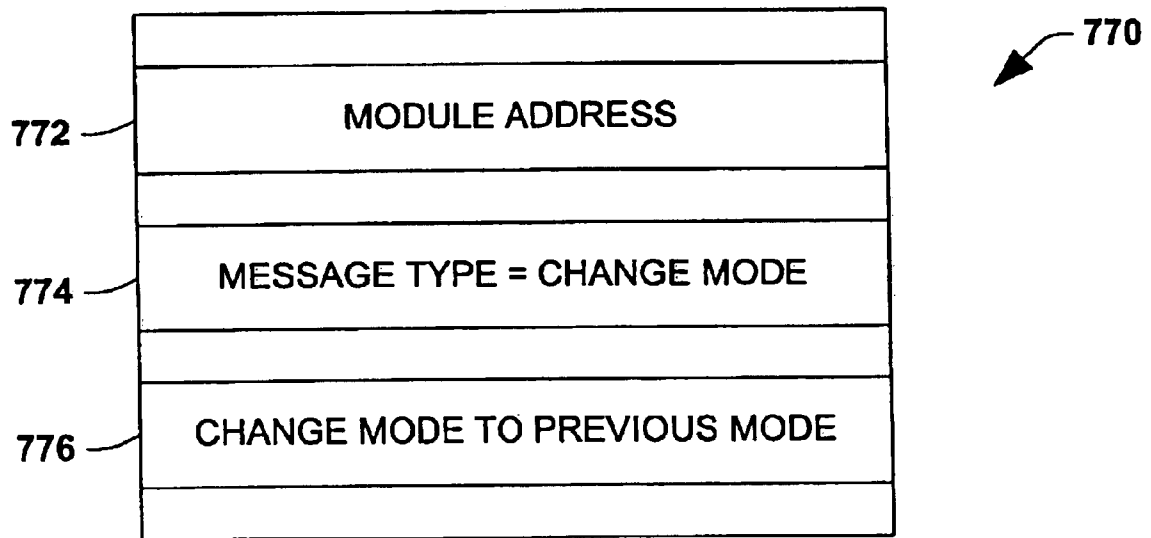 770
772
MODULE ADDRESS
774
MESSAGE TYPE = CHANGE MODE
776
CHANGE MODE TO PREVIOUS MODE